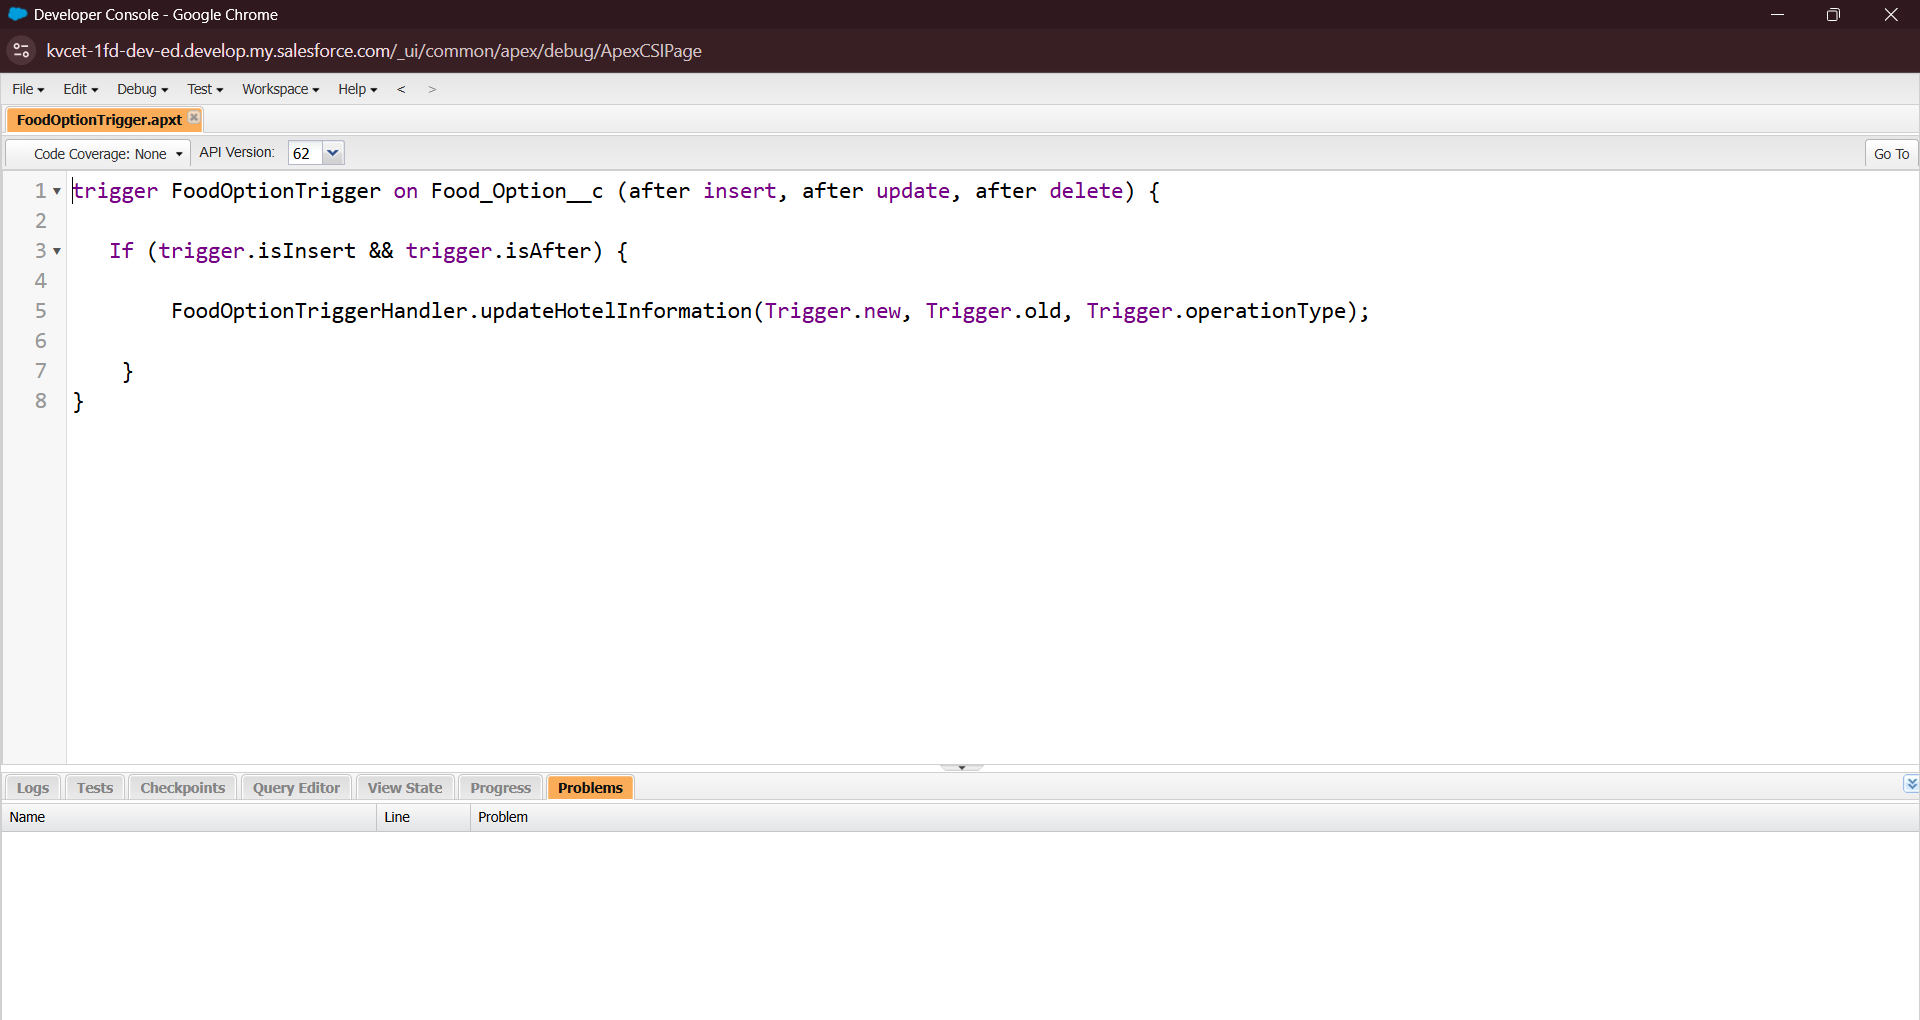 Developer Console - Google Chrome
kvcet-1fd-dev-ed.develop.my.salesforce.com/_ui/common/apex/debug/ApexCSIPage
File Edit Debug Test Workspace Help < >
FoodOptionTrigger.apxt
Code Coverage: None API Version: 62 Go To
1 trigger FoodOptionTrigger on Food_Option__c (after insert, after update, after delete) {
2
3 If (trigger.isInsert && trigger.isAfter) {
4
5 FoodOptionTriggerHandler.updateHotelInformation(Trigger.new, Trigger.old, Trigger.operationType);
6
7 }
8 }
Logs Tests Checkpoints Query Editor View State Progress Problems
Name Line Problem